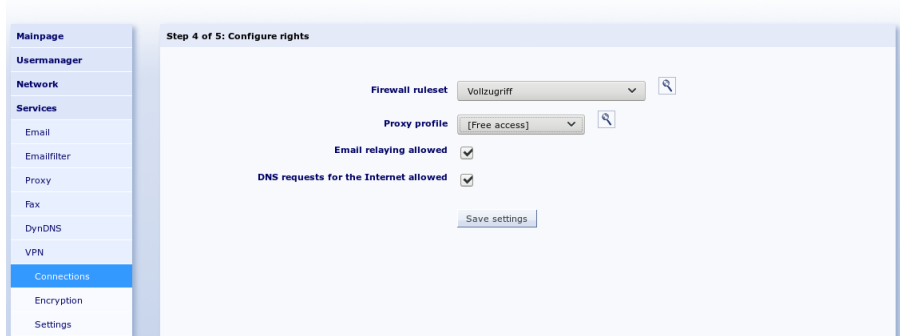 Mainpage
Usermanager
Network
Services
Email
Emailfilter
Proxy
Fax
DynDNS
VPN
Connections
Encryption
Settings
Step 4 of 5: Configure rights
Firewall ruleset Vollzugriff
Proxy profile [Free access]
Email relaying allowed
DNS requests for the Internet allowed
Save settings